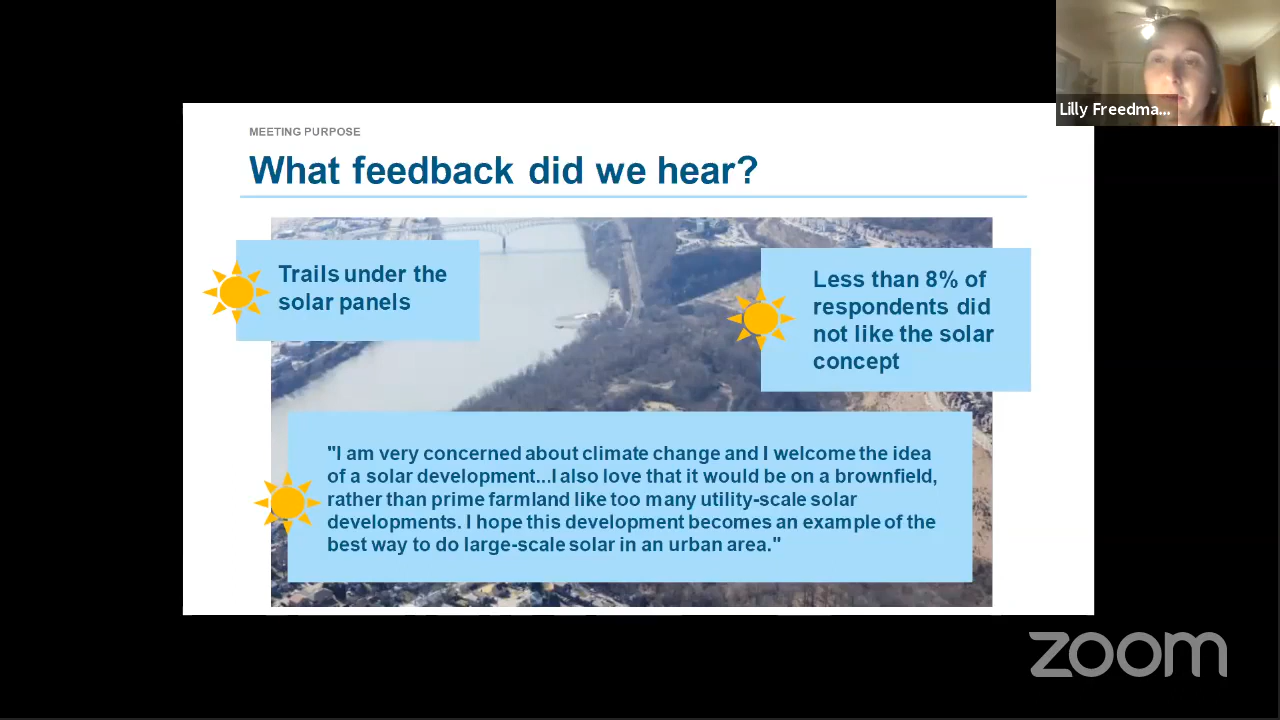 Lilly Freedma...
MEETING PURPOSE
What feedback did we hear?
Trails under the
solar panels
Less than 8% of
respondents did
not like the solar
concept
"I am very concerned about climate change and I welcome the idea
of a solar development...I also love that it would be on a brownfield,
rather than prime farmland like too many utility-scale solar
developments. I hope this development becomes an example of the
best way to do large-scale solar in an urban area."
zoom